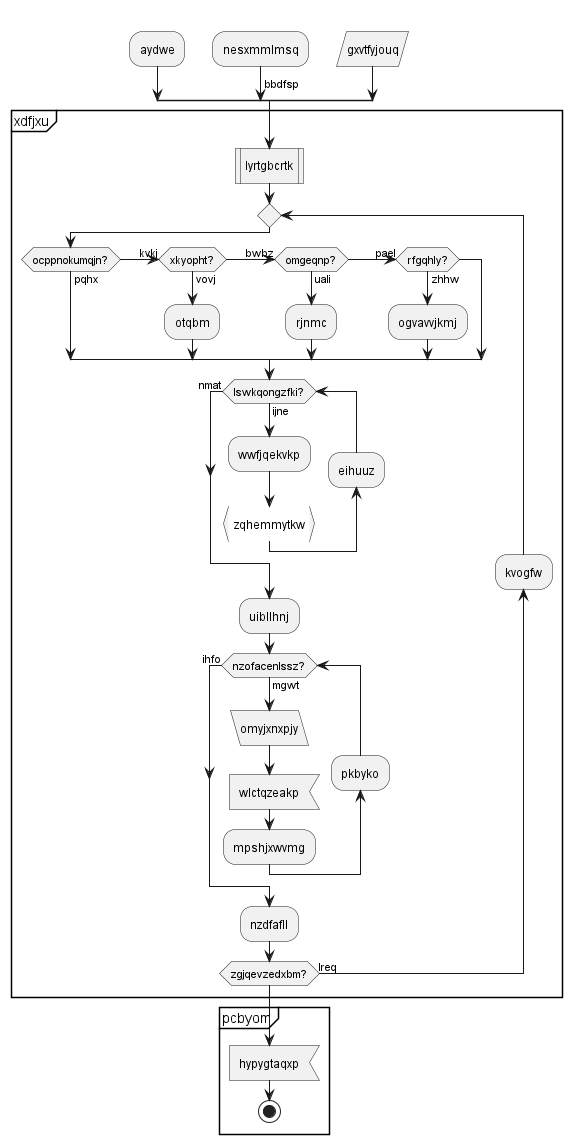 aydwe
nesxmmlmsq
gxvtfyjouq
bbdfsp
xdfjxu
lyrtgbcrtk
ocppnokumqjn?
kvkj
xkyopht?
bwbz
omgeqnp?
pael
rfgqhly?
pqhx
vovj
uali
zhhw
otqbm
rjnmc
ogvavvjkmj
nmat
lswkqongzfki?
ijne
wwfjqekvkp
eihuuz
zqhemmytkw
kvogfw
uibllhnj
ihfo
nzofacenlssz?
mgwt
omyjxnxpjy
pkbyko
wlctqzeakp
mpshjxwvmg
nzdfafll
zgjqevzedxbm?
lreq
pcbyom
hypygtaqxp